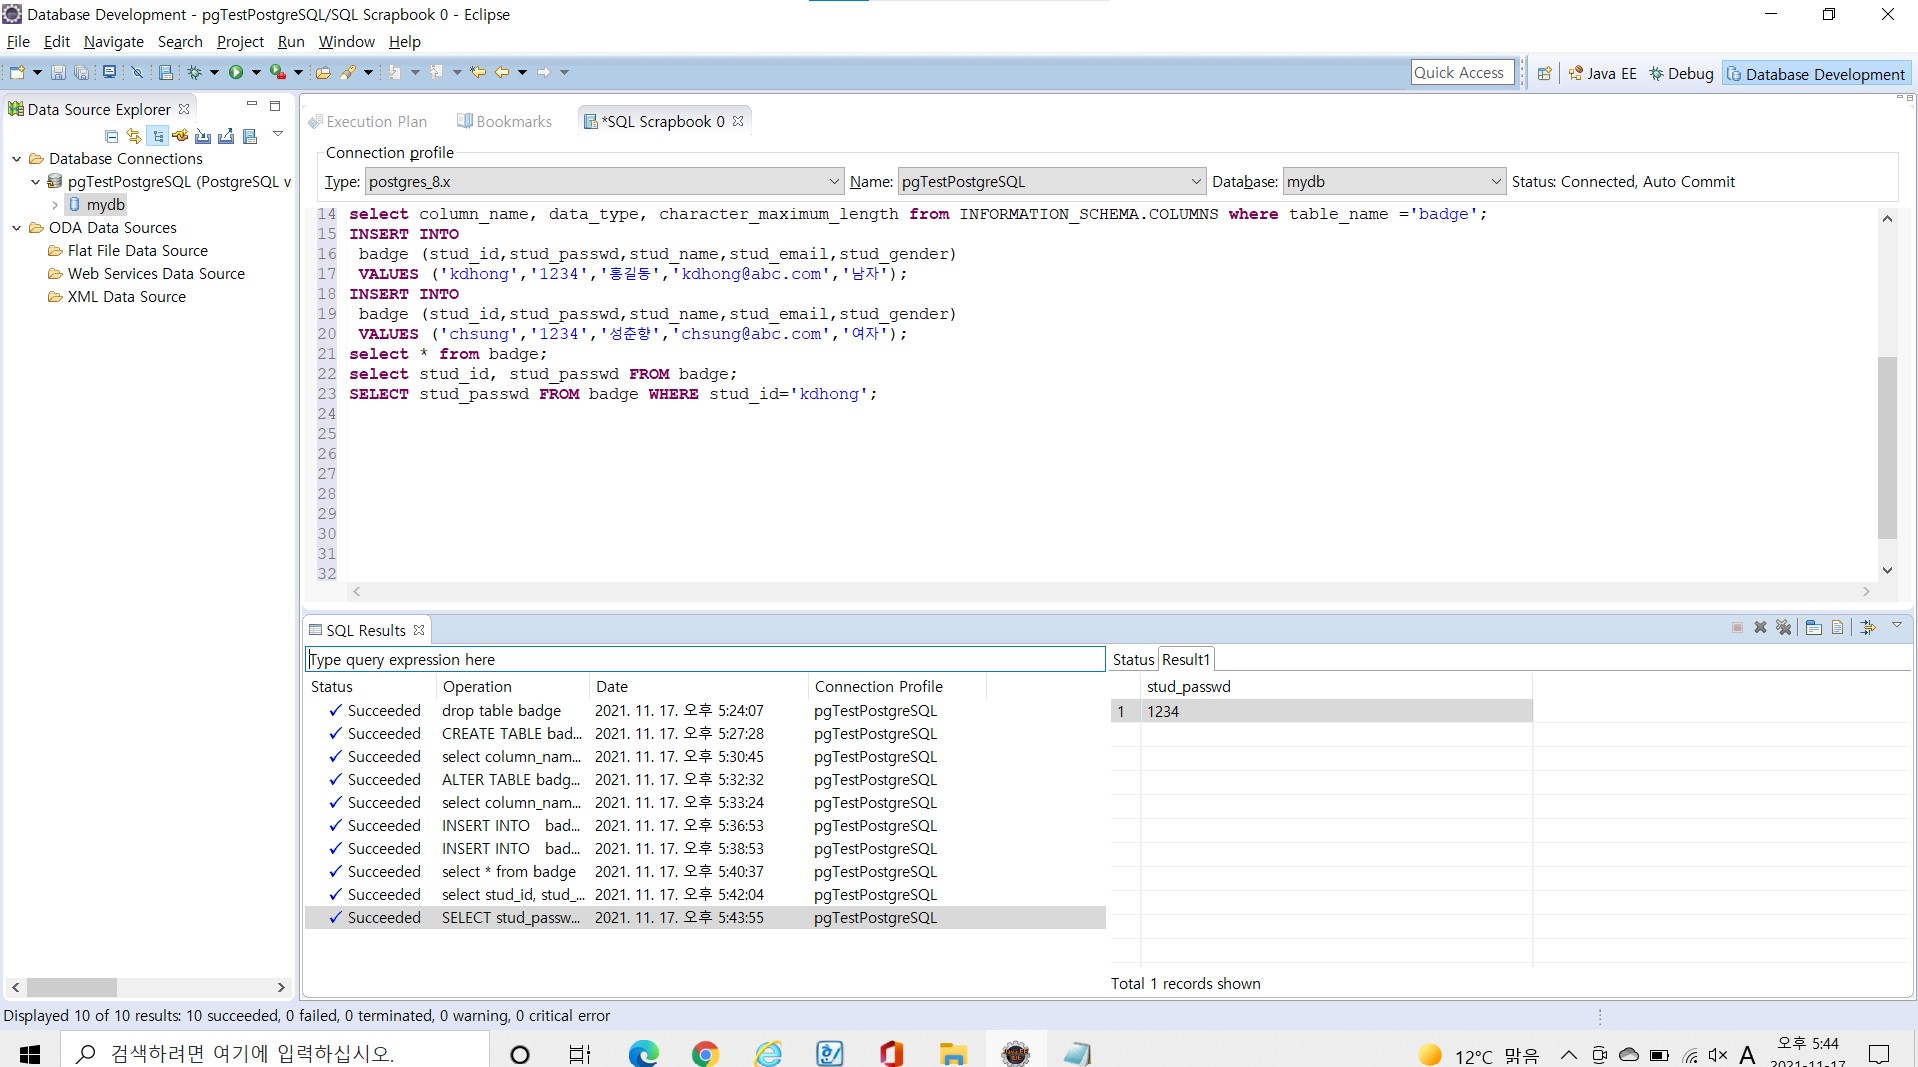 Database Development - pgTestPostgreSQL/SQL Scrapbook 0 - Eclipse
File Edit Navigate Search Project Run Window Help
Quick Access Java EE Debug Database Development
Data Source Explorer
Database Connections
pgTestPostgreSQL (PostgreSQL v
mydb
ODA Data Sources
Flat File Data Source
Web Services Data Source
XML Data Source
Execution Plan Bookmarks *SQL Scrapbook 0
Connection profile
Type: postgres_8.x Name: pgTestPostgreSQL Database: mydb Status: Connected, Auto Commit
14 select column_name, data_type, character_maximum_length from INFORMATION_SCHEMA.COLUMNS where table_name ='badge';
15 INSERT INTO
16 badge (stud_id,stud_passwd,stud_name,stud_email,stud_gender)
17 VALUES ('kdhong','1234','홍길동','kdhong@abc.com','남자');
18 INSERT INTO
19 badge (stud_id,stud_passwd,stud_name,stud_email,stud_gender)
20 VALUES ('chsung','1234','성춘향','chsung@abc.com','여자');
21 select * from badge;
22 select stud_id, stud_passwd FROM badge;
23 SELECT stud_passwd FROM badge WHERE stud_id='kdhong';
24
25
26
27
28
29
30
31
32
SQL Results
Type query expression here
Status Operation Date Connection Profile
Succeeded drop table badge 2021. 11. 17. 오후 5:24:07 pgTestPostgreSQL
Succeeded CREATE TABLE bad... 2021. 11. 17. 오후 5:27:28 pgTestPostgreSQL
Succeeded select column_nam... 2021. 11. 17. 오후 5:30:45 pgTestPostgreSQL
Succeeded ALTER TABLE badg... 2021. 11. 17. 오후 5:32:32 pgTestPostgreSQL
Succeeded select column_nam... 2021. 11. 17. 오후 5:33:24 pgTestPostgreSQL
Succeeded INSERT INTO bad... 2021. 11. 17. 오후 5:36:53 pgTestPostgreSQL
Succeeded INSERT INTO bad... 2021. 11. 17. 오후 5:38:53 pgTestPostgreSQL
Succeeded select * from badge 2021. 11. 17. 오후 5:40:37 pgTestPostgreSQL
Succeeded select stud_id, stud_... 2021. 11. 17. 오후 5:42:04 pgTestPostgreSQL
Succeeded SELECT stud_passw... 2021. 11. 17. 오후 5:43:55 pgTestPostgreSQL
Status Result1
stud_passwd
1 1234
Total 1 records shown
Displayed 10 of 10 results: 10 succeeded, 0 failed, 0 terminated, 0 warning, 0 critical error
검색하려면 여기에 입력하십시오.
12°C 맑음 A 오후 5:44
2021-11-17